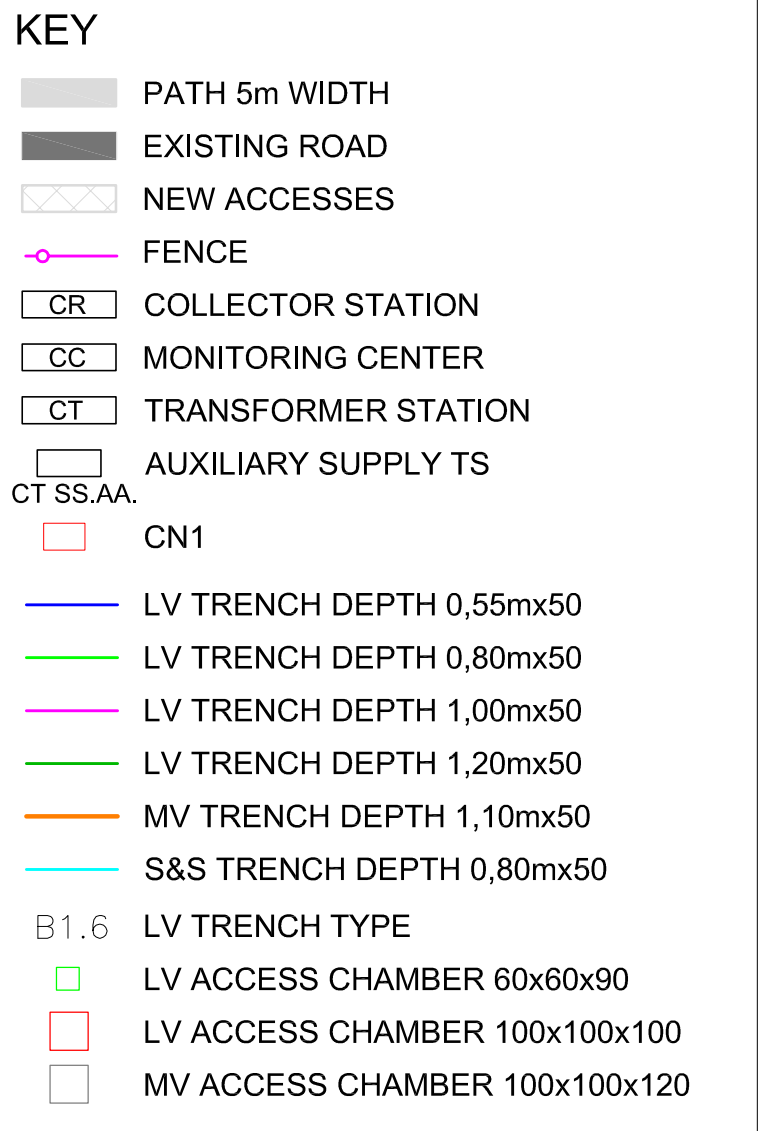 KEY
PATH 5m WIDTH
EXISTING ROAD
NEW ACCESSES
FENCE
CR COLLECTOR STATION
CC MONITORING CENTER
CT TRANSFORMER STATION
AUXILIARY SUPPLY TS
CT SS.AA.
CN1
LV TRENCH DEPTH 0,55mx50
LV TRENCH DEPTH 0,80mx50
LV TRENCH DEPTH 1,00mx50
LV TRENCH DEPTH 1,20mx50
MV TRENCH DEPTH 1,10mx50
S&S TRENCH DEPTH 0,80mx50
B1.6 LV TRENCH TYPE
LV ACCESS CHAMBER 60x60x90
LV ACCESS CHAMBER 100x100x100
MV ACCESS CHAMBER 100x100x120